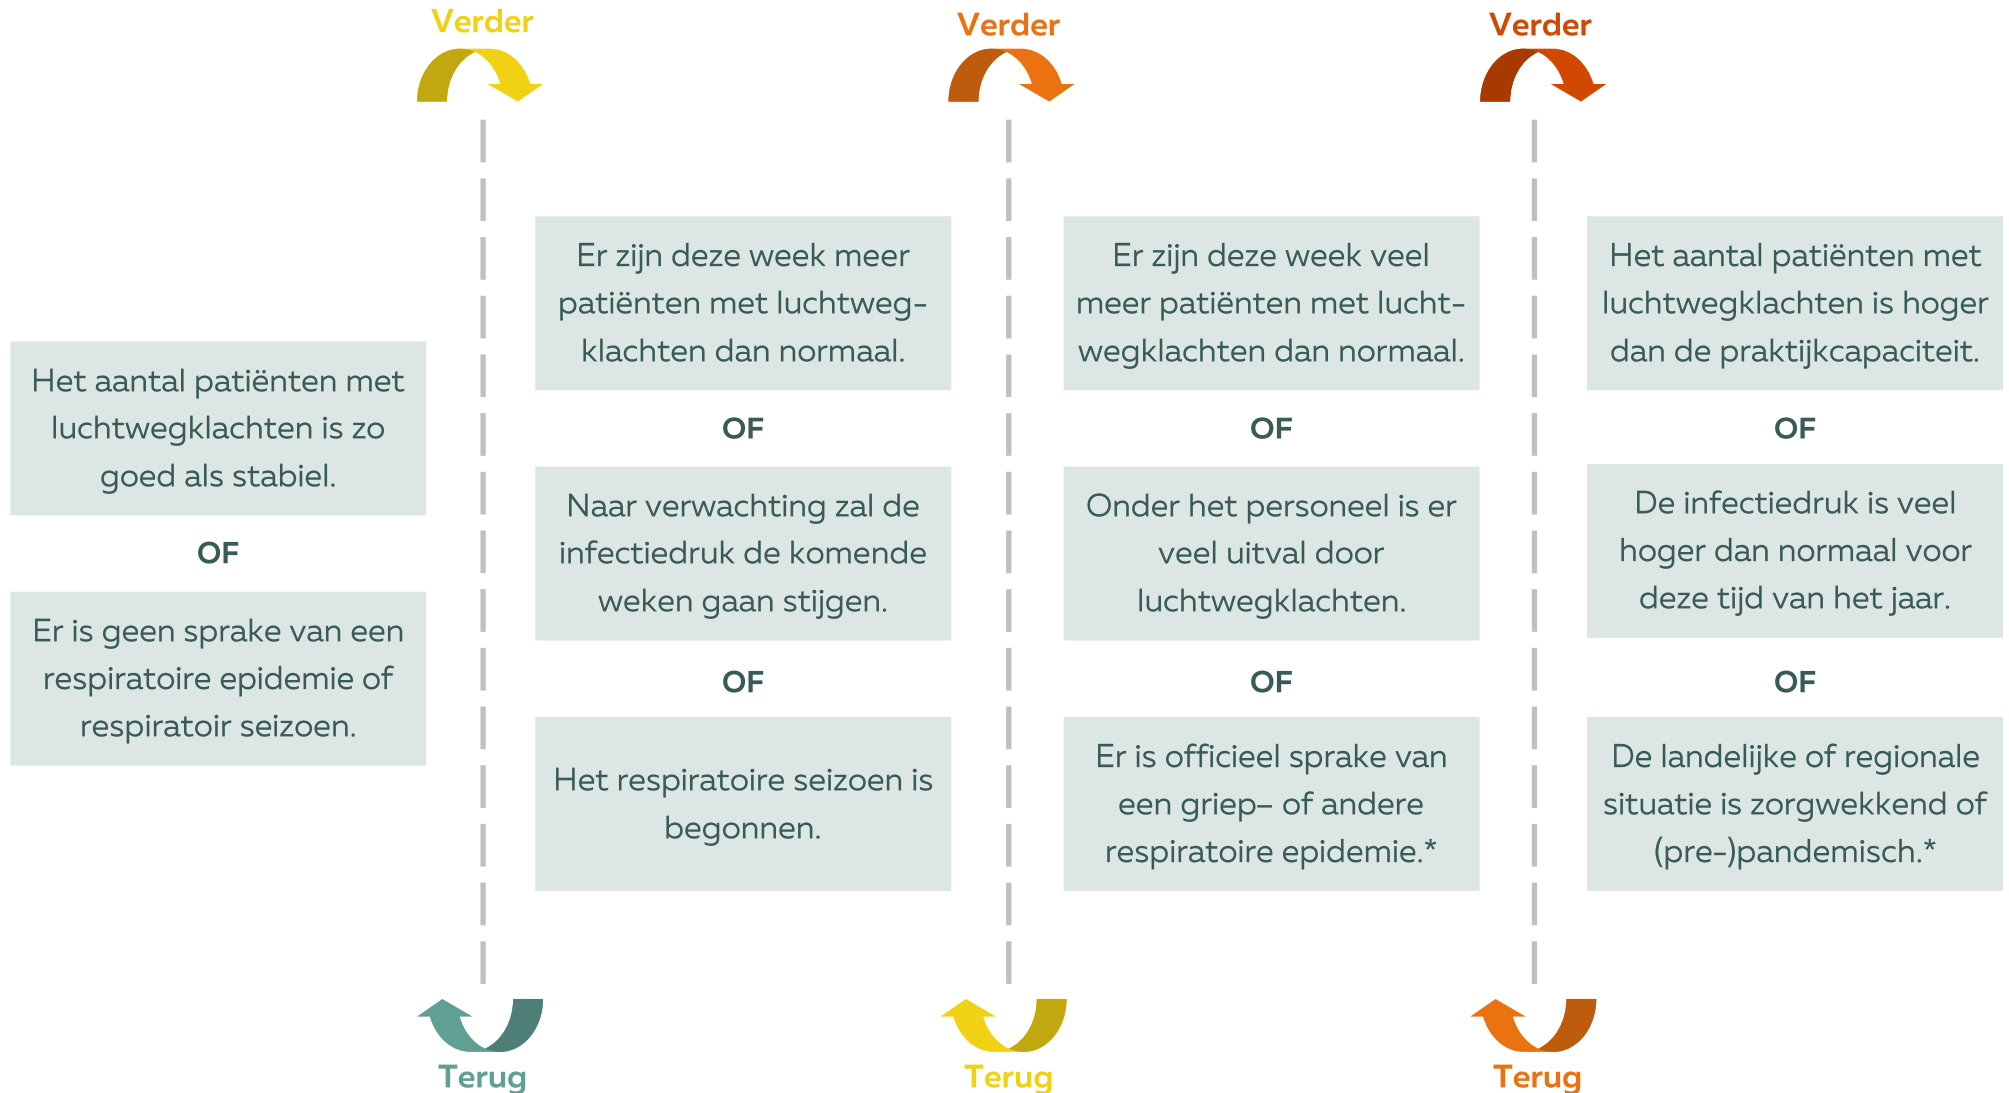 Verder
Verder
Verder
Het aantal patiënten met
luchtwegklachten is zo
goed als stabiel.
OF
Er is geen sprake van een
respiratoire epidemie of
respiratoir seizoen.
Er zijn deze week meer
patiënten met luchtweg-
klachten dan normaal.
OF
Naar verwachting zal de
infectiedruk de komende
weken gaan stijgen.
OF
Het respiratoire seizoen is
begonnen.
Er zijn deze week veel
meer patiënten met lucht-
wegklachten dan normaal.
OF
Onder het personeel is er
veel uitval door
luchtwegklachten.
OF
Er is officieel sprake van
een griep– of andere
respiratoire epidemie.*
Het aantal patiënten met
luchtwegklachten is hoger
dan de praktijkcapaciteit.
OF
De infectiedruk is veel
hoger dan normaal voor
deze tijd van het jaar.
OF
De landelijke of regionale
situatie is zorgwekkend of
(pre-)pandemisch.*
Terug
Terug
Terug